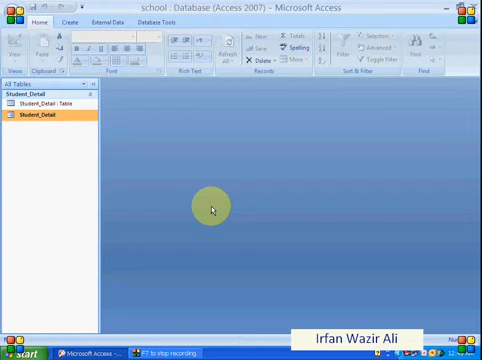 school : Database (Access 2007) - Microsoft Access
Home Create External Data Database Tools
View Paste Refresh All New Save Delete Totals Spelling More Filter Selection Advanced Toggle Filter Find
Views Clipboard Font Rich Text Records Sort & Filter Find
All Tables
Student_Detail
Student_Detail : Table
Student_Detail
Irfan Wazir Ali
start Microsoft Access - ... F7 to stop recording